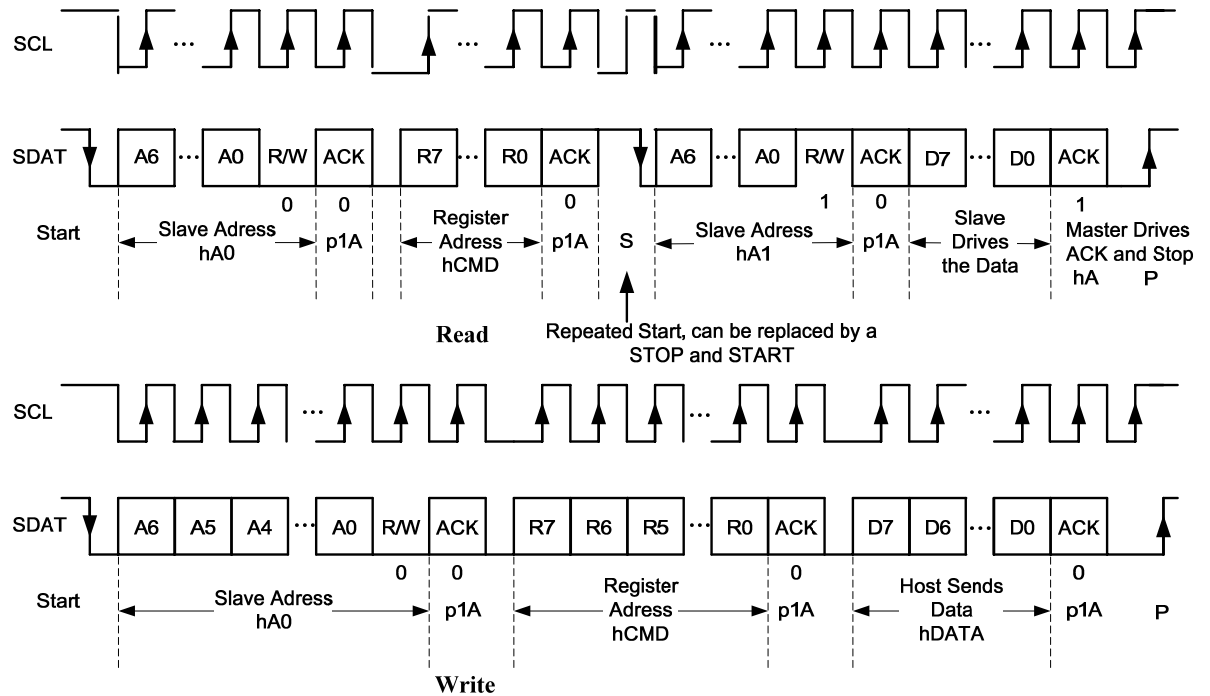 SCL
... ... ... ...
SDAT A6 ... A0 R/W ACK R7 ... R0 ACK A6 ... A0 R/W ACK D7 ... D0 ACK
0 0 0 1 0 1
Start
Slave Adress
hA0
p1A
Register
Adress
hCMD
p1A
S
Slave Adress
hA1
p1A
Slave
Drives
the Data
Master Drives
ACK and Stop
hA P
Read
Repeated Start, can be replaced by a
STOP and START
SCL
... ... ...
SDAT A6 A5 A4 ... A0 R/W ACK R7 R6 R5 ... R0 ACK D7 D6 ... D0 ACK
0 0 0 0
Start
Slave Adress
hA0
p1A
Register
Adress
hCMD
p1A
Host Sends
Data
hDATA
p1A
P
Write